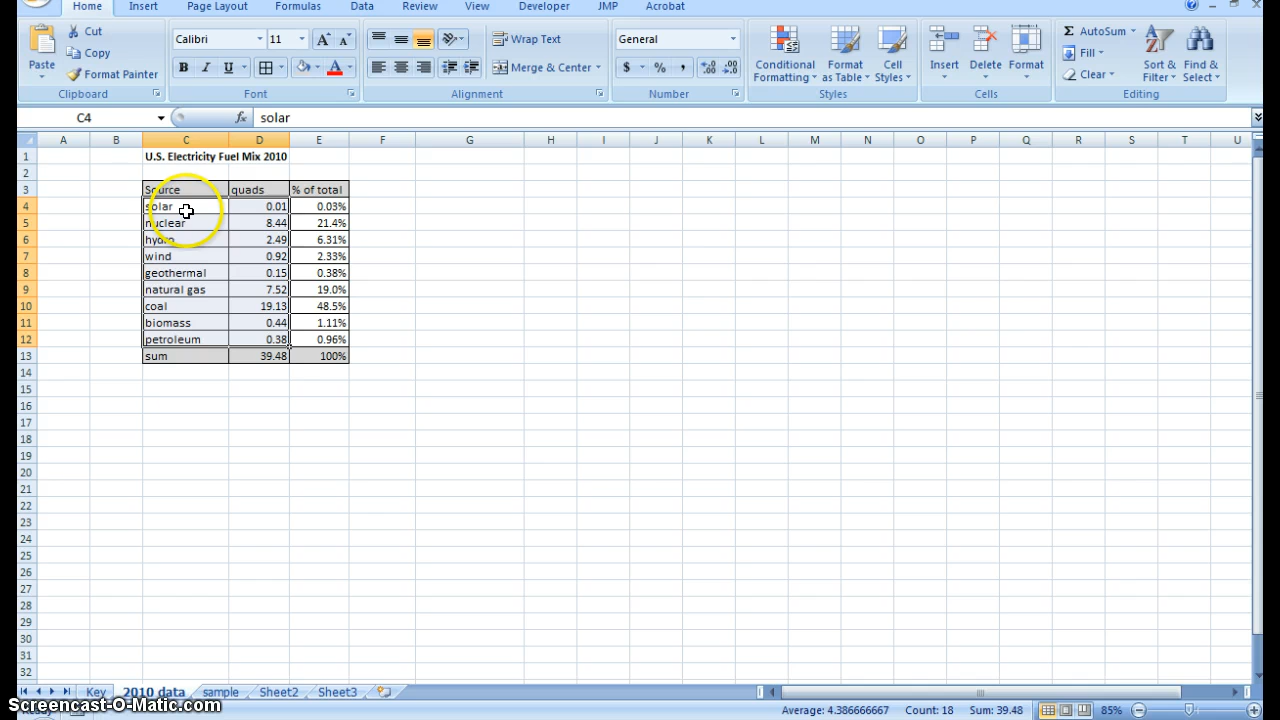 Home Insert Page Layout Formulas Data Review View Developer JMP Acrobat
Paste
Cut
Copy
Format Painter
Clipboard
Calibri 11
B I U
Font
Wrap Text
Merge & Center
Alignment
General
$ % ,
Number
Conditional Formatting
Format as Table
Cell Styles
Styles
Insert Delete Format
Cells
AutoSum
Fill
Clear
Sort & Filter
Find & Select
Editing
C4 fx solar
A B C D E F G H I J K L M N O P Q R S T U
1 U.S. Electricity Fuel Mix 2010
2
3 Source quads % of total
4 solar 0.01 0.03%
5 nuclear 8.44 21.4%
6 hydro 2.49 6.31%
7 wind 0.92 2.33%
8 geothermal 0.15 0.38%
9 natural gas 7.52 19.0%
10 coal 19.13 48.5%
11 biomass 0.44 1.11%
12 petroleum 0.38 0.96%
13 sum 39.48 100%
14
15
16
17
18
19
20
21
22
23
24
25
26
27
28
29
30
31
32
Key 2010 data sample Sheet2 Sheet3
Screencast-O-Matic.com
Average: 4.386666667 Count: 18 Sum: 39.48 85%